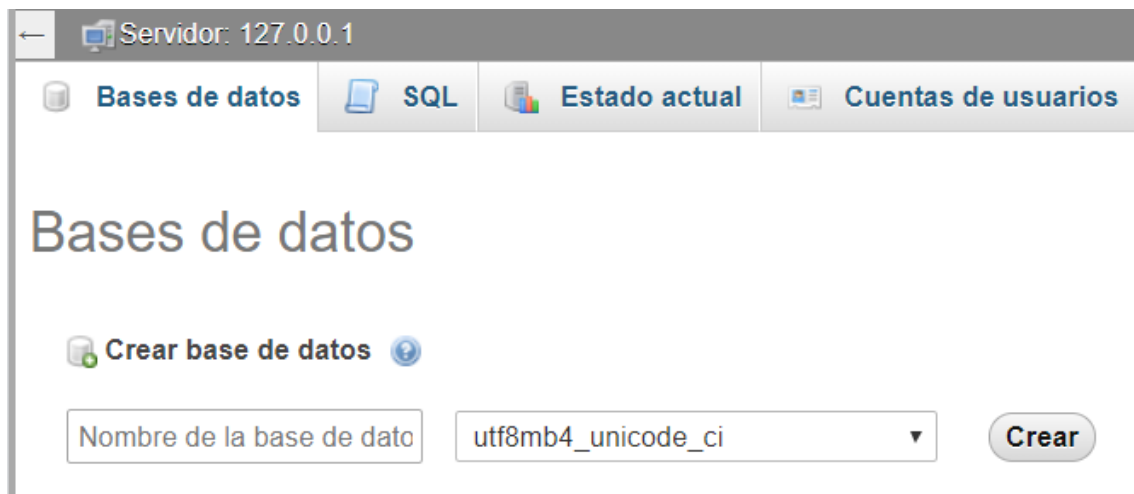 ← Servidor: 127.0.0.1
Bases de datos SQL Estado actual Cuentas de usuarios
Bases de datos
Crear base de datos
Nombre de la base de dato utf8mb4_unicode_ci Crear